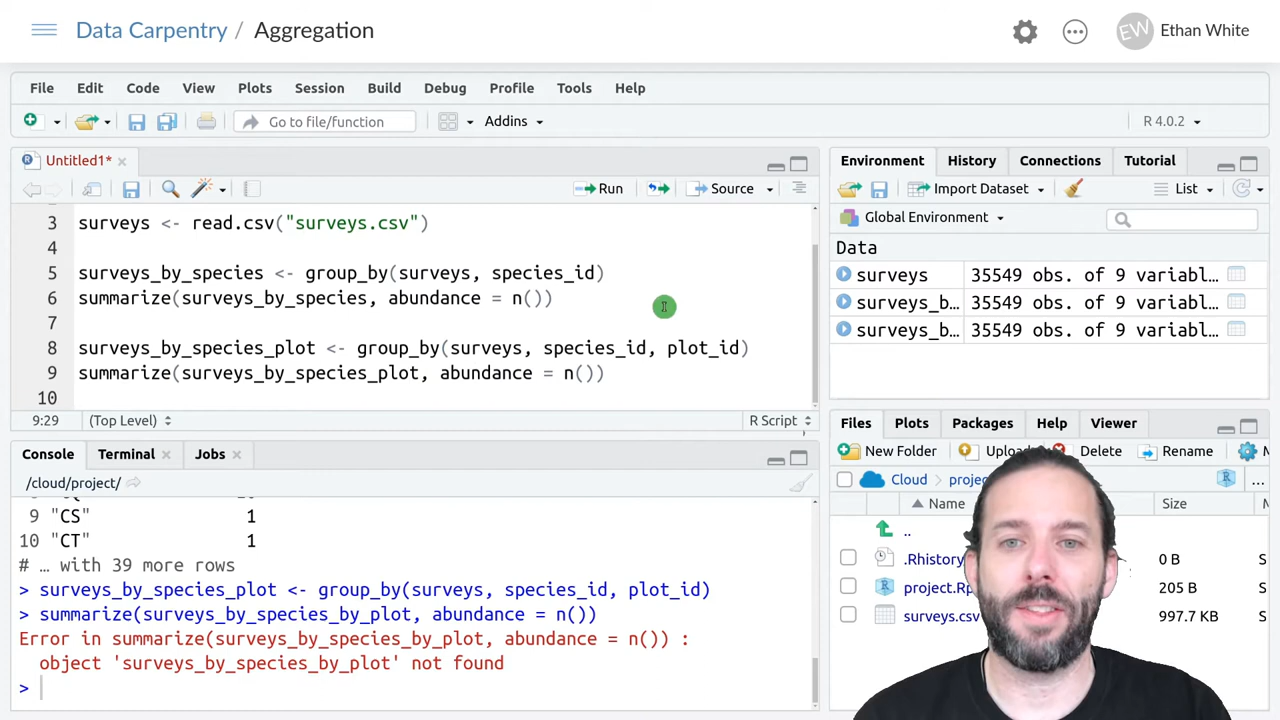 Data Carpentry / Aggregation
EW Ethan White
File Edit Code View Plots Session Build Debug Profile Tools Help
Go to file/function Addins R 4.0.2
Untitled1*
Run Source
3 surveys <- read.csv("surveys.csv")
4
5 surveys_by_species <- group_by(surveys, species_id)
6 summarize(surveys_by_species, abundance = n())
7
8 surveys_by_species_plot <- group_by(surveys, species_id, plot_id)
9 summarize(surveys_by_species_plot, abundance = n())
10
9:29 (Top Level) R Script
Console Terminal Jobs
/cloud/project/
9 "CS" 1
10 "CT" 1
# … with 39 more rows
> surveys_by_species_plot <- group_by(surveys, species_id, plot_id)
> summarize(surveys_by_species_by_plot, abundance = n())
Error in summarize(surveys_by_species_by_plot, abundance = n()) :
object 'surveys_by_species_by_plot' not found
>
Environment History Connections Tutorial
Import Dataset List
Global Environment
Data
surveys 35549 obs. of 9 variabl…
surveys_b… 35549 obs. of 9 variabl…
surveys_b… 35549 obs. of 9 variabl…
Files Plots Packages Help Viewer
New Folder Upload Delete Rename M
Cloud projec ...
Name Size
..
.Rhistory 0 B S
project.Rp 205 B S
surveys.csv 997.7 KB S